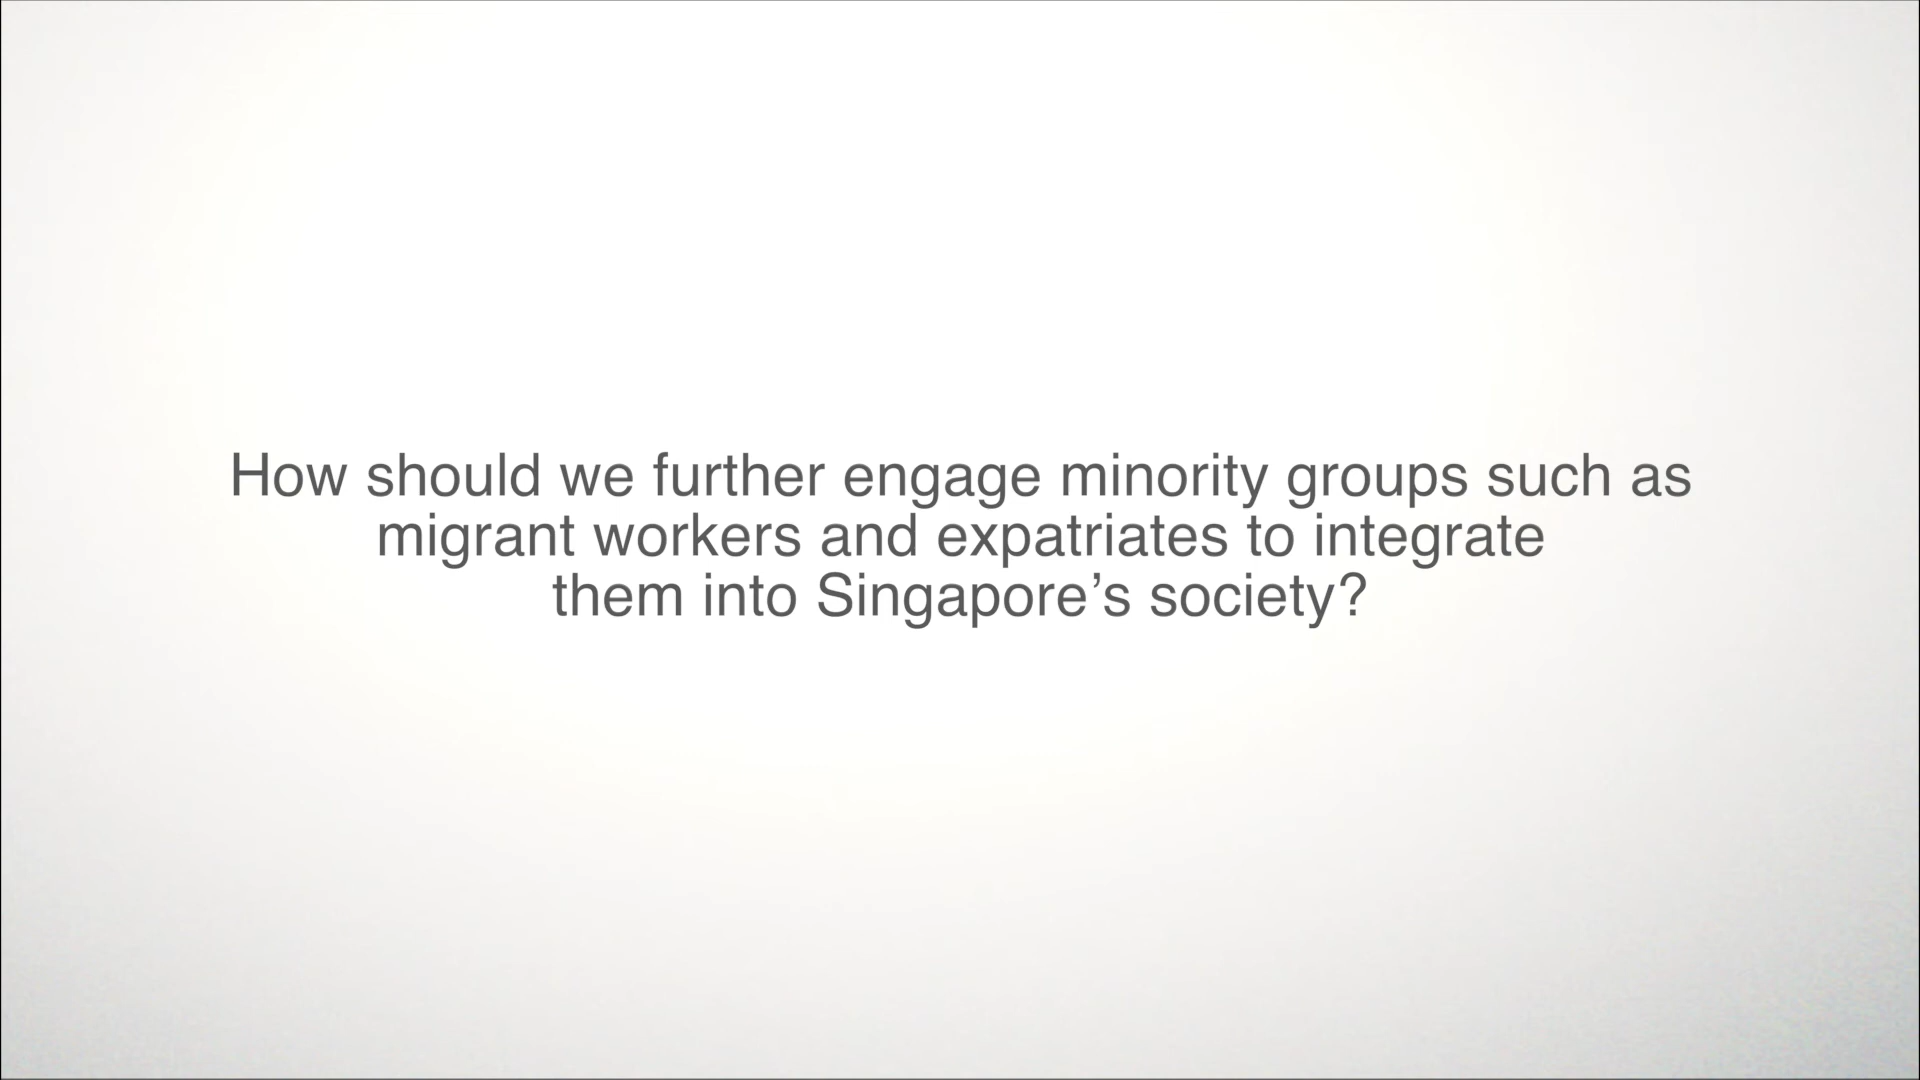 How should we further engage minority groups such as
migrant workers and expatriates to integrate
them into Singapore’s society?